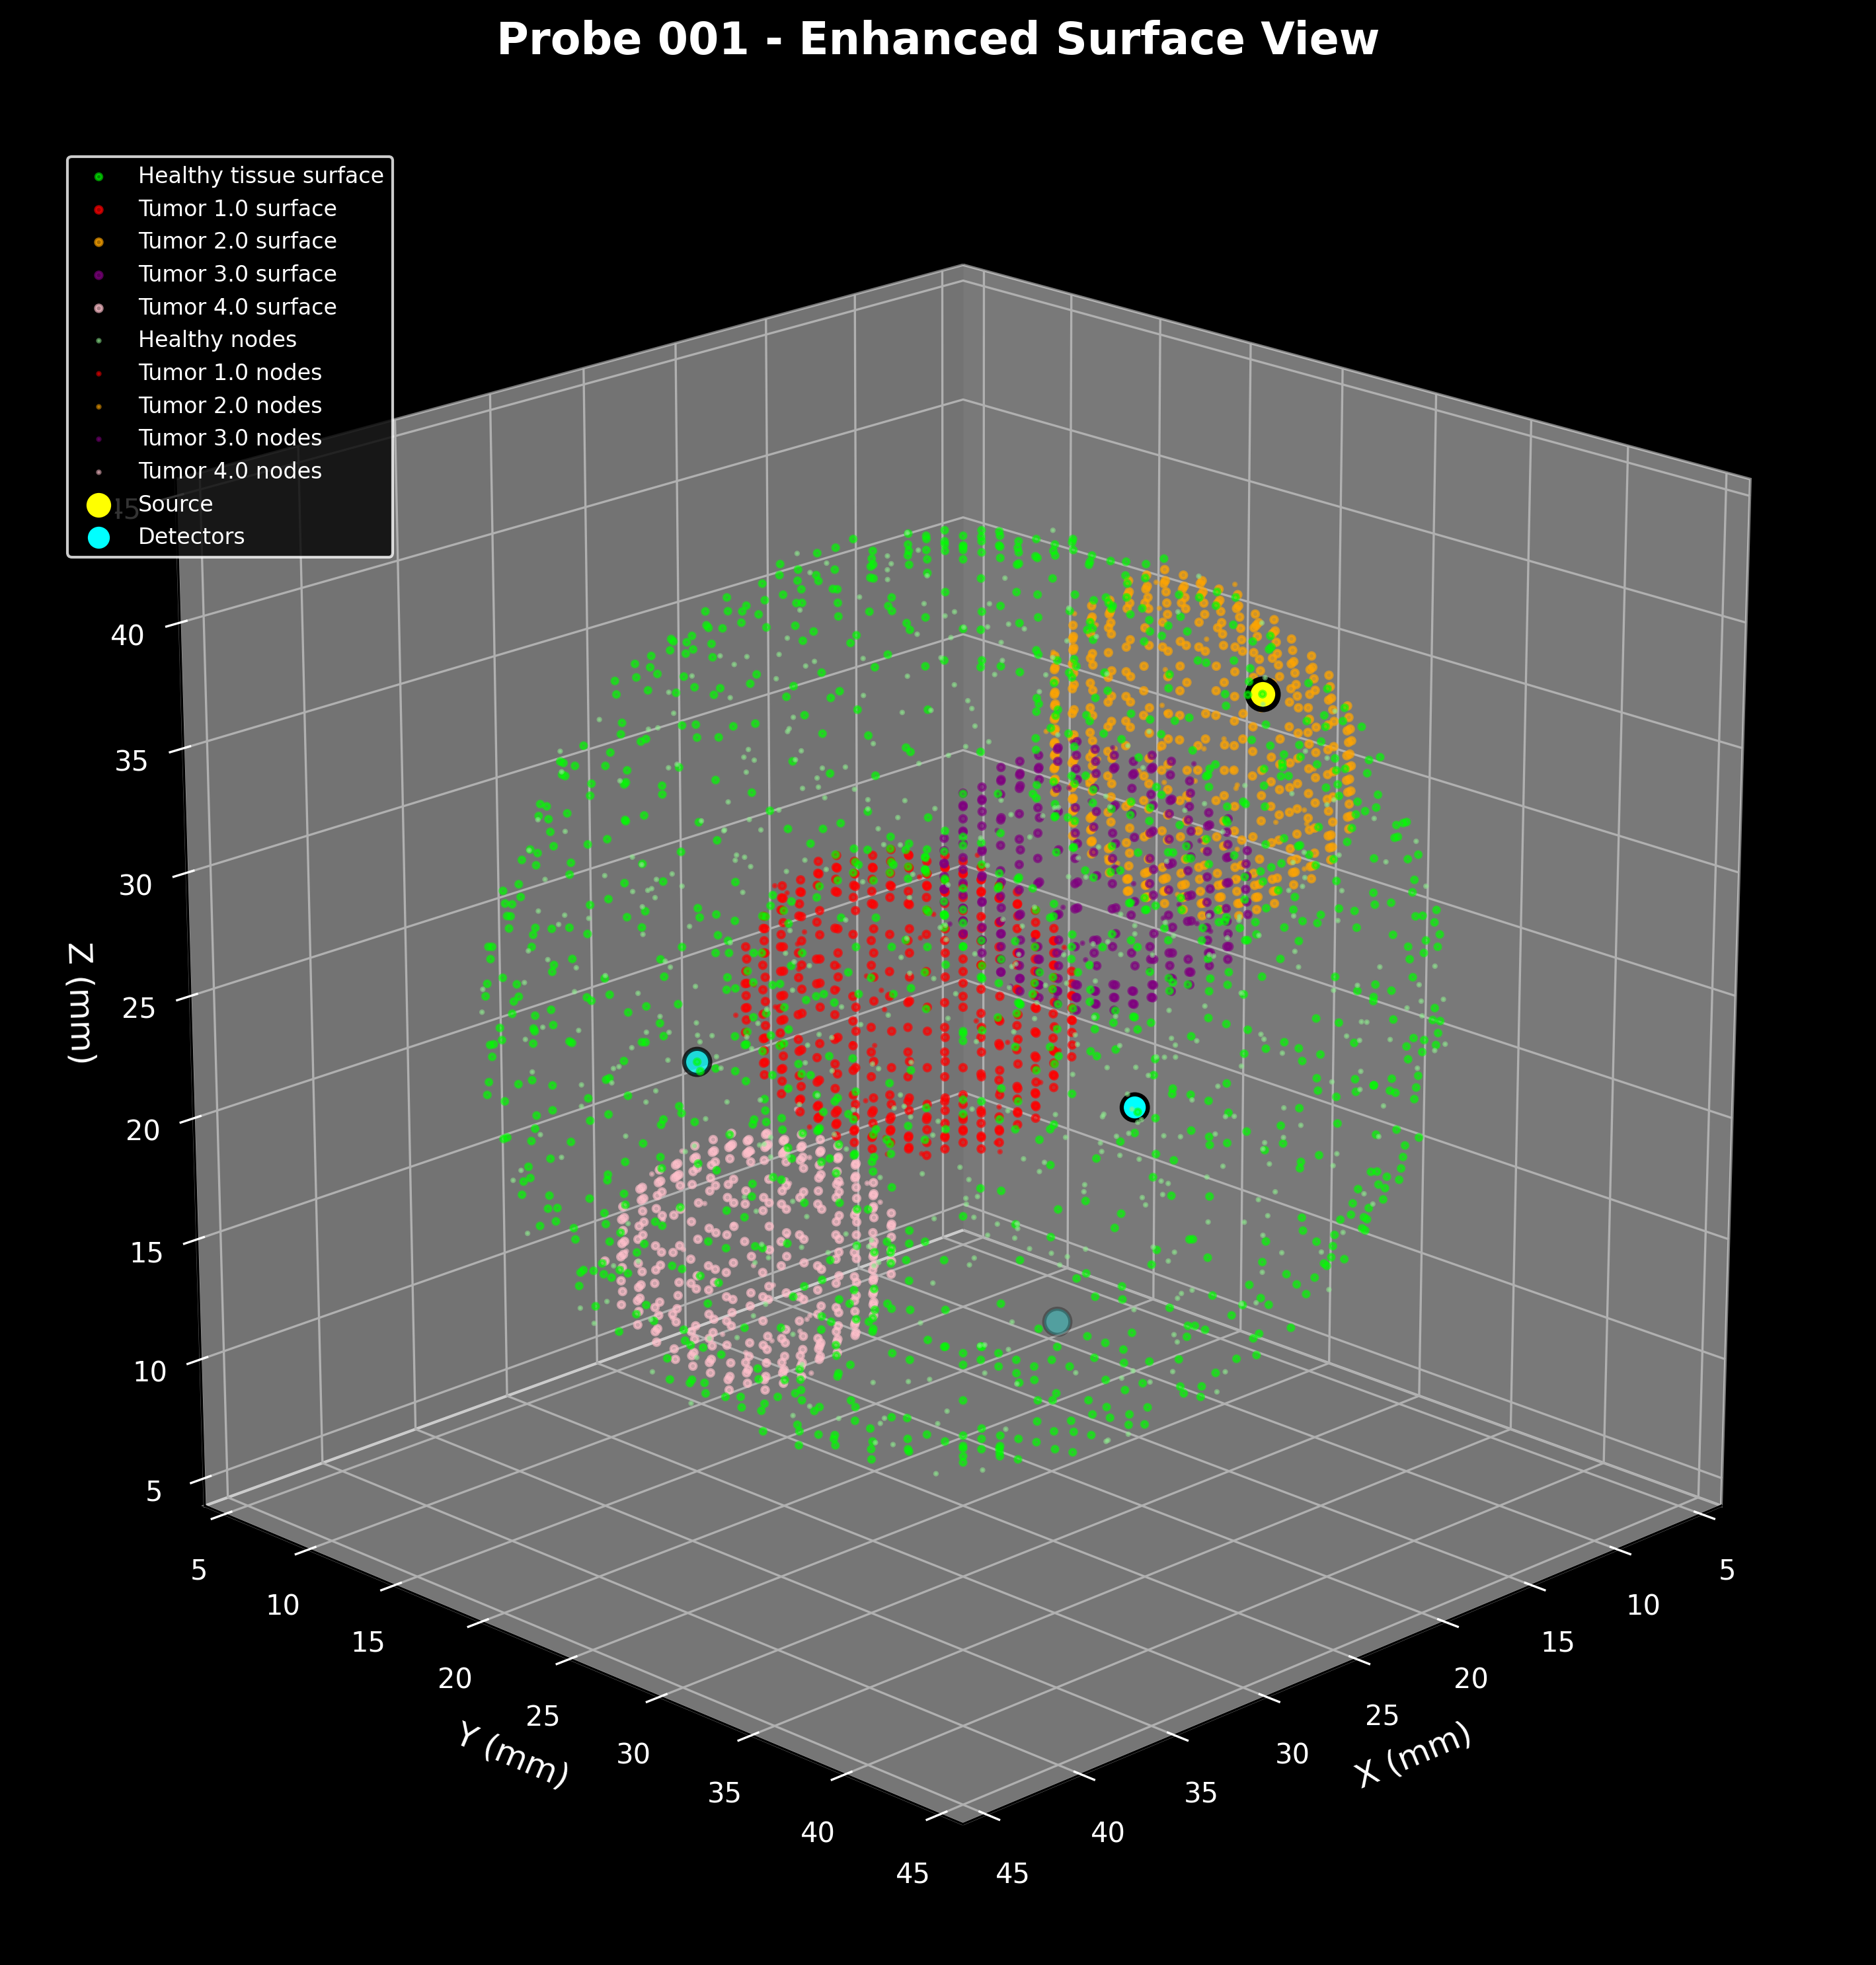 Probe 001 - Enhanced Surface View
Healthy tissue surface
Tumor 1.0 surface
Tumor 2.0 surface
Tumor 3.0 surface
Tumor 4.0 surface
Healthy nodes
Tumor 1.0 nodes
Tumor 2.0 nodes
Tumor 3.0 nodes
Tumor 4.0 nodes
Source
Detectors
45
40
35
30
25
20
15
10
5
Z (mm)
5
10
15
20
25
30
35
40
45
Y (mm)
5
10
15
20
25
30
35
40
45
X (mm)